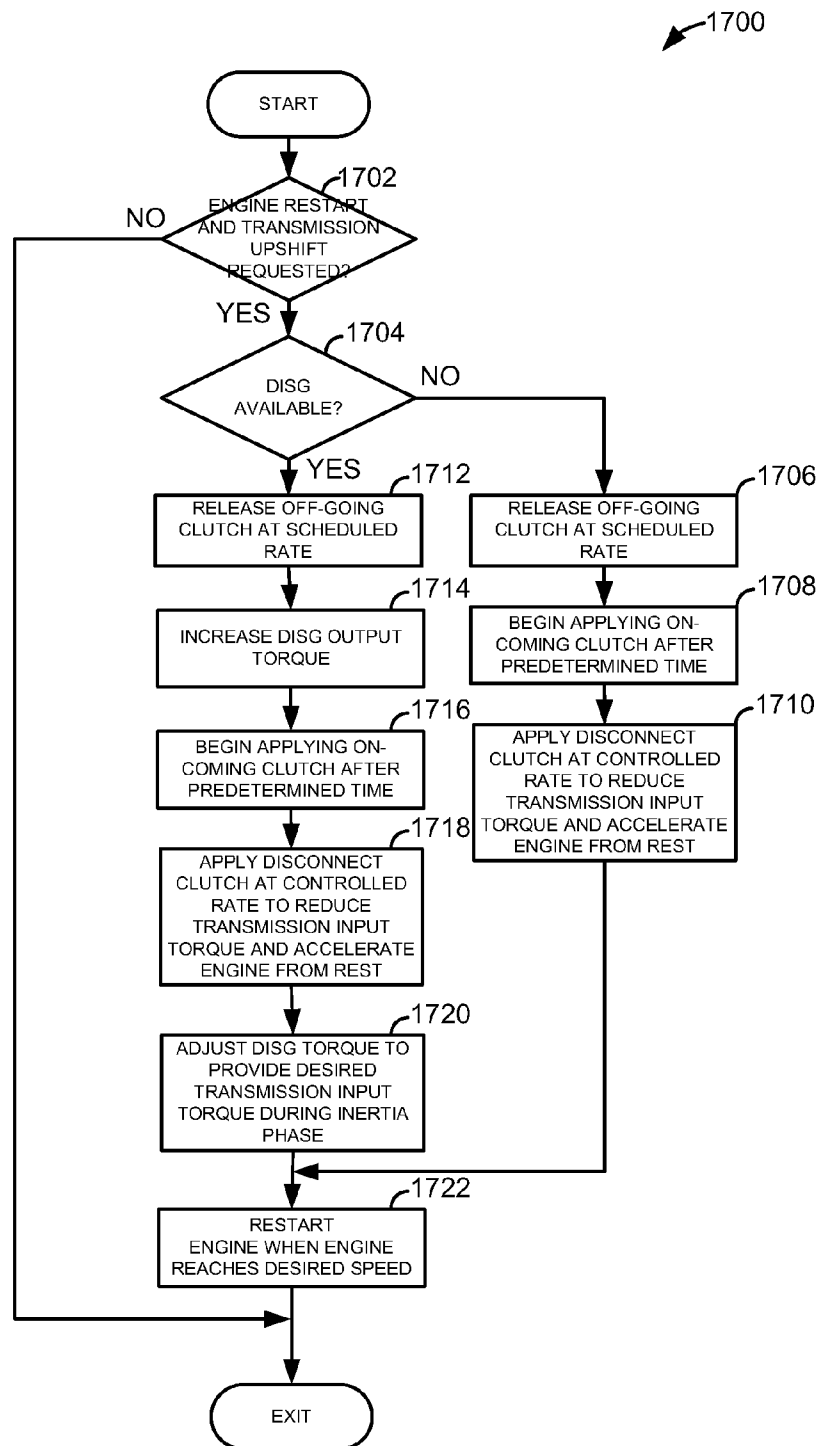 1700
START
1702
ENGINE RESTART
AND TRANSMISSION
UPSHIFT
REQUESTED?
NO
YES
1704
DISG
AVAILABLE?
NO
YES
1712
RELEASE OFF-GOING
CLUTCH AT SCHEDULED
RATE
1706
RELEASE OFF-GOING
CLUTCH AT SCHEDULED
RATE
1714
INCREASE DISG OUTPUT
TORQUE
1708
BEGIN APPLYING ON-
COMING CLUTCH AFTER
PREDETERMINED TIME
1716
BEGIN APPLYING ON-
COMING CLUTCH AFTER
PREDETERMINED TIME
1710
APPLY DISCONNECT
CLUTCH AT CONTROLLED
RATE TO REDUCE
TRANSMISSION INPUT
TORQUE AND ACCELERATE
ENGINE FROM REST
1718
APPLY DISCONNECT
CLUTCH AT CONTROLLED
RATE TO REDUCE
TRANSMISSION INPUT
TORQUE AND ACCELERATE
ENGINE FROM REST
1720
ADJUST DISG TORQUE TO
PROVIDE DESIRED
TRANSMISSION INPUT
TORQUE DURING INERTIA
PHASE
1722
RESTART
ENGINE WHEN ENGINE
REACHES DESIRED SPEED
EXIT